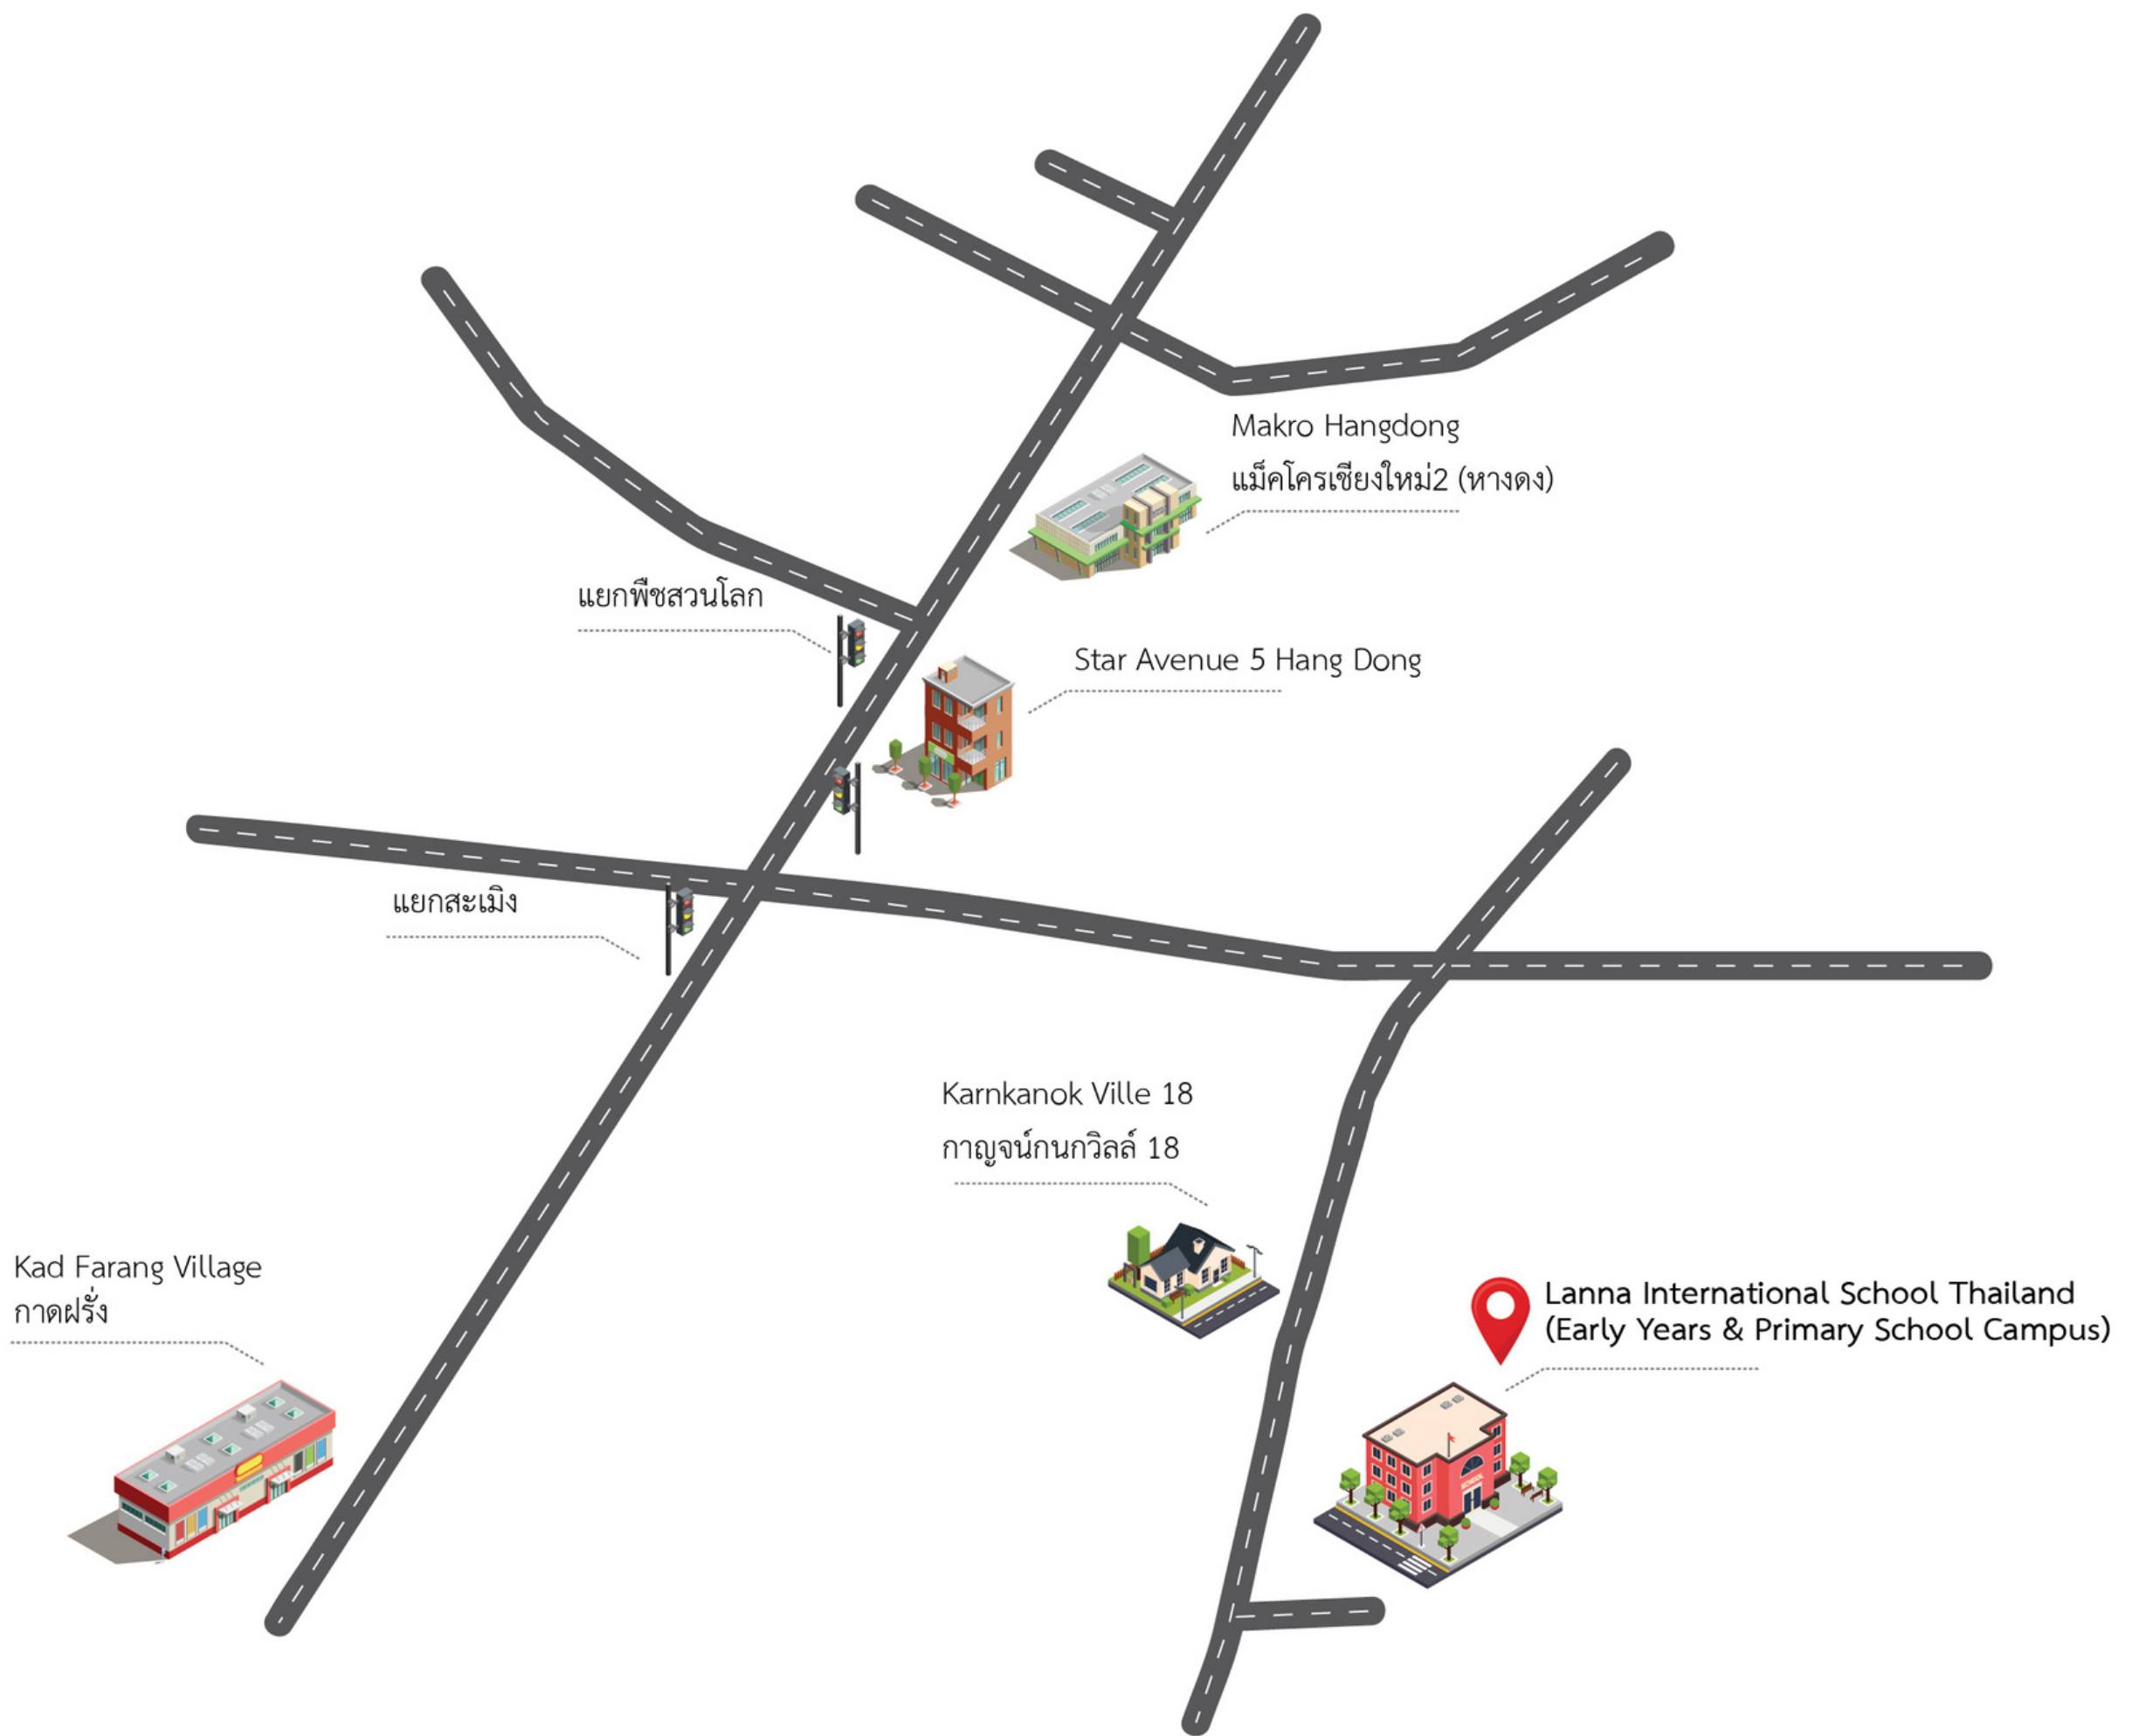 Makro Hangdong
แม็คโครเชียงใหม่2 (หางดง)
แยกพืชสวนโลก
Star Avenue 5 Hang Dong
แยกสะเมิง
Karnkanok Ville 18
กาญจน์กนกวิลล์ 18
Kad Farang Village
กาดฝรั่ง
Lanna International School Thailand
(Early Years & Primary School Campus)
SCHOOL